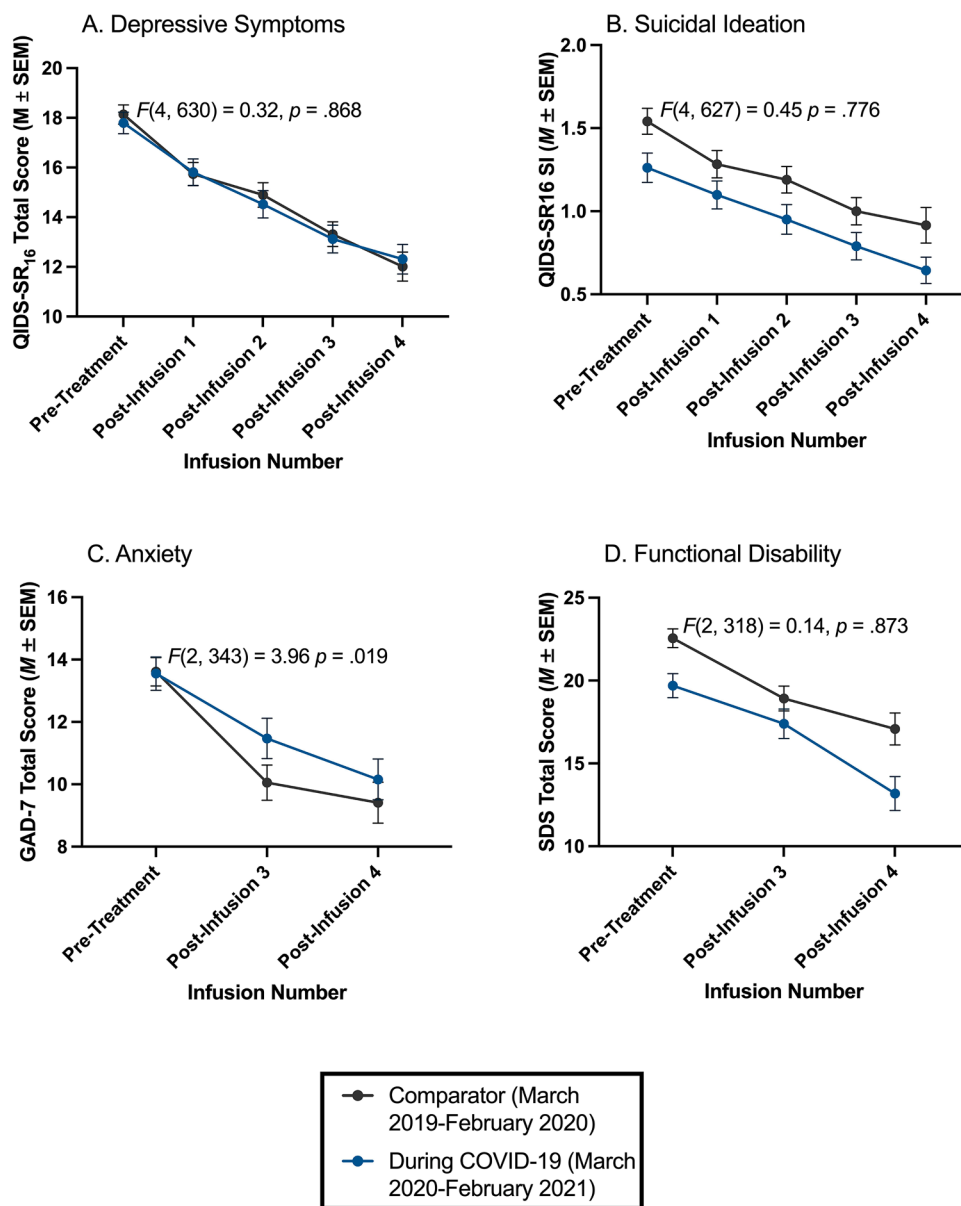 A. Depressive Symptoms
QIDS-SR16 Total Score (M ± SEM)
20
18
16
14
12
10
F(4, 630) = 0.32, p = .868
Pre-Treatment
Post-Infusion 1
Post-Infusion 2
Post-Infusion 3
Post-Infusion 4
Infusion Number
B. Suicidal Ideation
QIDS-SR16 SI (M ± SEM)
2.0
1.5
1.0
0.5
F(4, 627) = 0.45 p = .776
Pre-Treatment
Post-Infusion 1
Post-Infusion 2
Post-Infusion 3
Post-Infusion 4
Infusion Number
C. Anxiety
GAD-7 Total Score (M ± SEM)
16
14
12
10
8
F(2, 343) = 3.96 p = .019
Pre-Treatment
Post-Infusion 3
Post-Infusion 4
Infusion Number
D. Functional Disability
SDS Total Score (M ± SEM)
25
20
15
10
F(2, 318) = 0.14, p = .873
Pre-Treatment
Post-Infusion 3
Post-Infusion 4
Infusion Number
Comparator (March
2019-February 2020)
During COVID-19 (March
2020-February 2021)